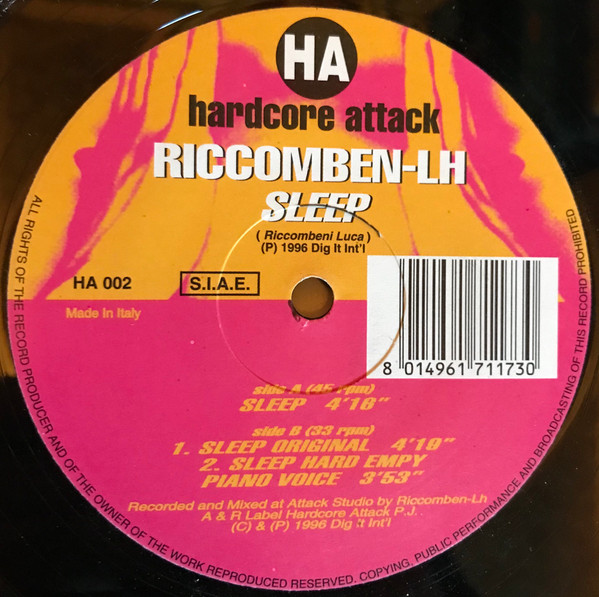 HA
hardcore attack
RICCOMBEN-LH
SLEEP
( Riccombeni Luca )
(P) 1996 Dig It Int'l
HA 002
S.I.A.E.
Made In Italy
8 014961 711730
side A (45 rpm)
SLEEP 4'16"
side B (33 rpm)
1. SLEEP ORIGINAL 4'19"
2. SLEEP HARD EMPY
PIANO VOICE 3'53"
Recorded and Mixed at Attack Studio by Riccomben-Lh
A & R Label Hardcore Attack P.J.
(C) & (P) 1996 Dig It Int'l
ALL RIGHTS OF THE RECORD PRODUCER AND OF THE OWNER OF THE WORK REPRODUCED RESERVED. COPYING, PUBLIC PERFORMANCE AND BROADCASTING OF THIS RECORD PROHIBITED